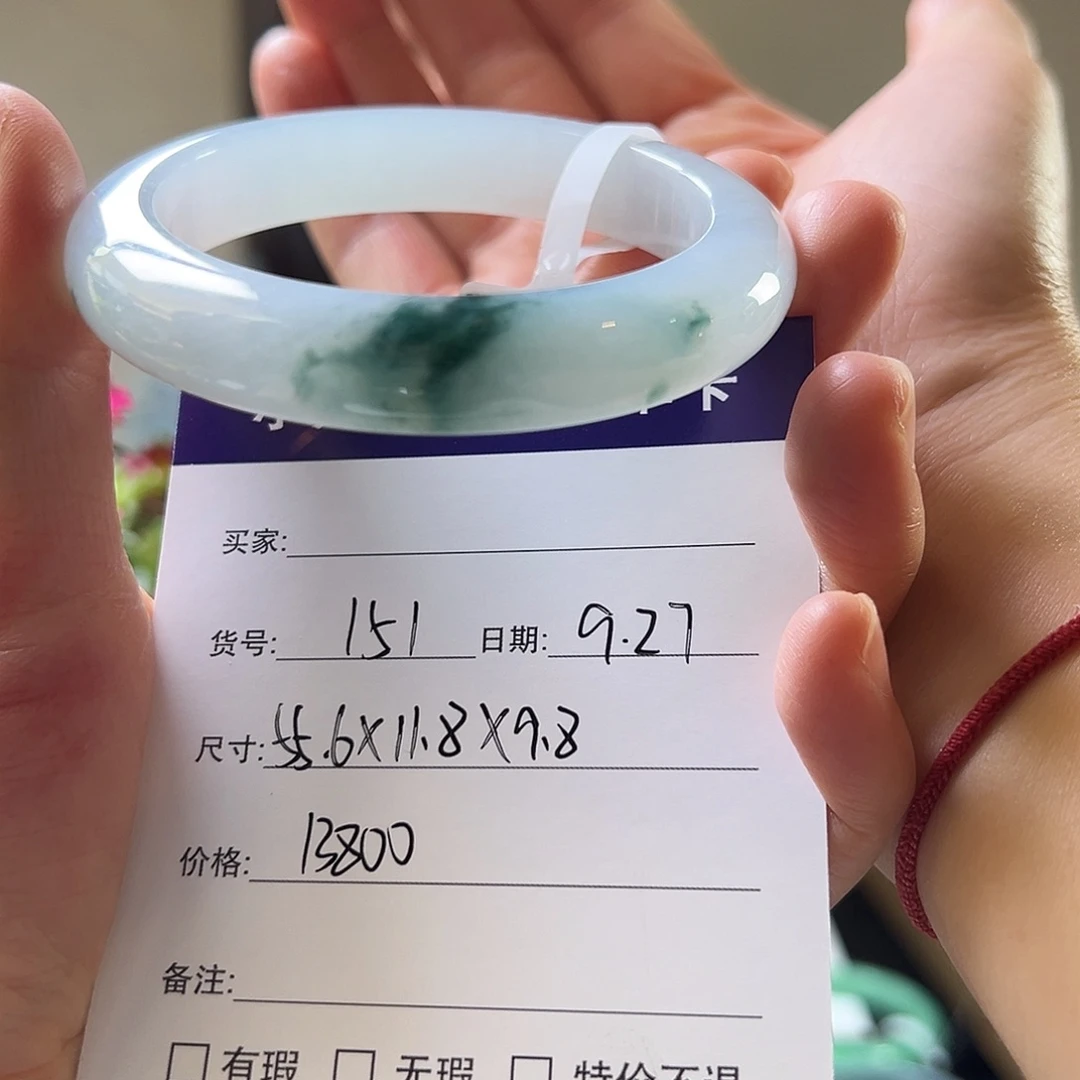 卡
买家:
货号: 151 日期: 9.27
尺寸: 55.6X11.8X9.8
价格: 13800
备注:
有瑕 无瑕 特价不退